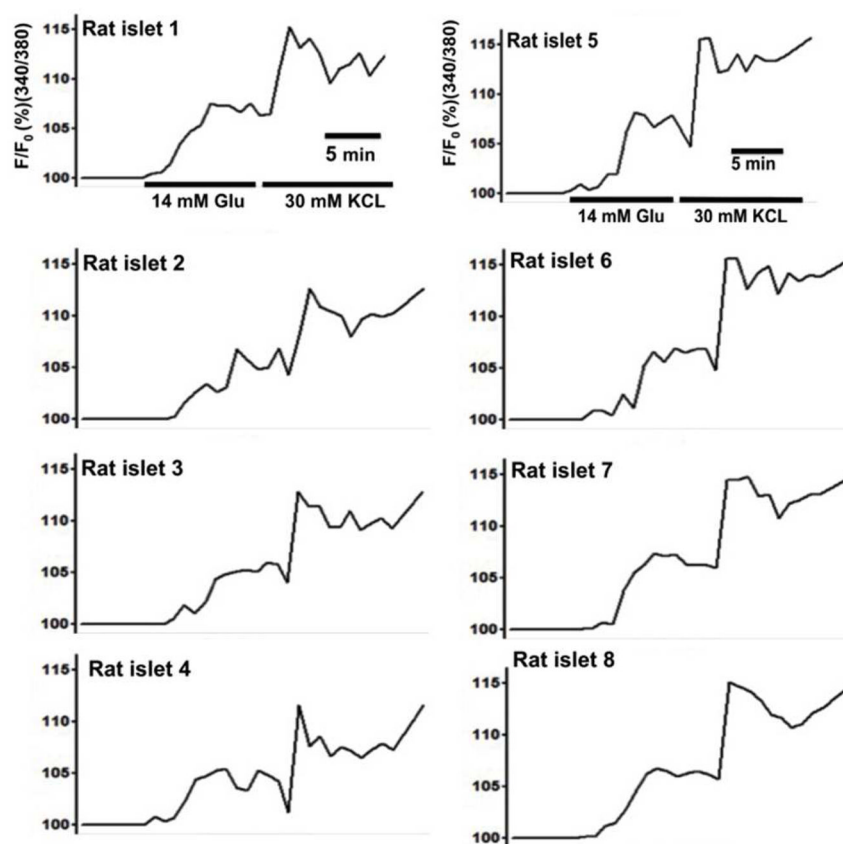 F/F0 (%)(340/380)
Rat islet 1
115
110
105
100
5 min
14 mM Glu
30 mM KCL
Rat islet 2
115
110
105
100
Rat islet 3
115
110
105
100
Rat islet 4
115
110
105
100
F/F0 (%)(340/380)
Rat islet 5
115
110
105
100
5 min
14 mM Glu
30 mM KCL
Rat islet 6
115
110
105
100
Rat islet 7
115
110
105
100
Rat islet 8
115
110
105
100